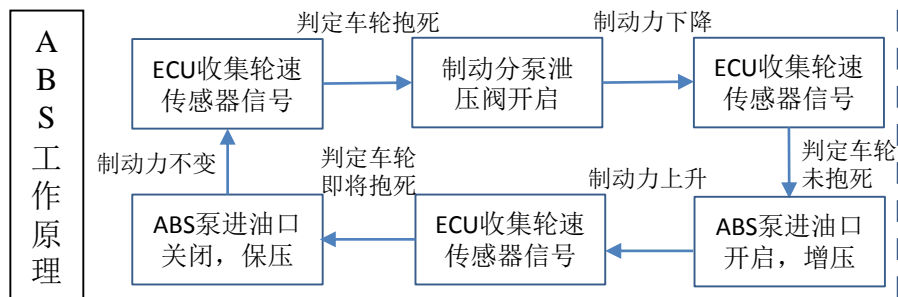 A
B
S
工
作
原
理
判定车轮抱死
制动力下降
ECU收集轮速
传感器信号
制动分泵泄
压阀开启
ECU收集轮速
传感器信号
制动力不变
判定车轮
即将抱死
制动力上升
判定车轮
未抱死
ABS泵进油口
关闭，保压
ECU收集轮速
传感器信号
ABS泵进油口
开启，增压